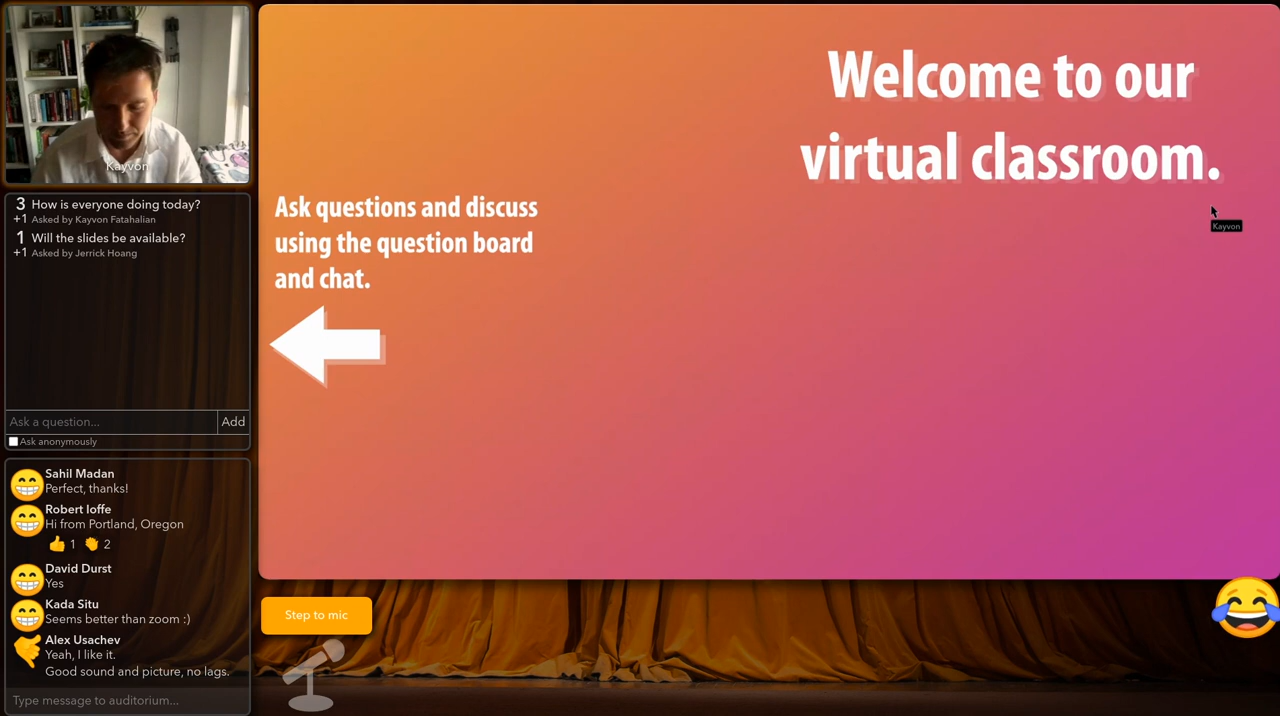 Kayvon
3 How is everyone doing today?
+1 Asked by Kayvon Fatahalian
1 Will the slides be available?
+1 Asked by Jerrick Hoang
Ask a question... Add
Ask anonymously
Sahil Madan
Perfect, thanks!
Robert Ioffe
Hi from Portland, Oregon
1 2
David Durst
Yes
Kada Situ
Seems better than zoom :)
Alex Usachev
Yeah, I like it.
Good sound and picture, no lags.
Type message to auditorium...
Welcome to our
virtual classroom.
Kayvon
Ask questions and discuss
using the question board
and chat.
Step to mic